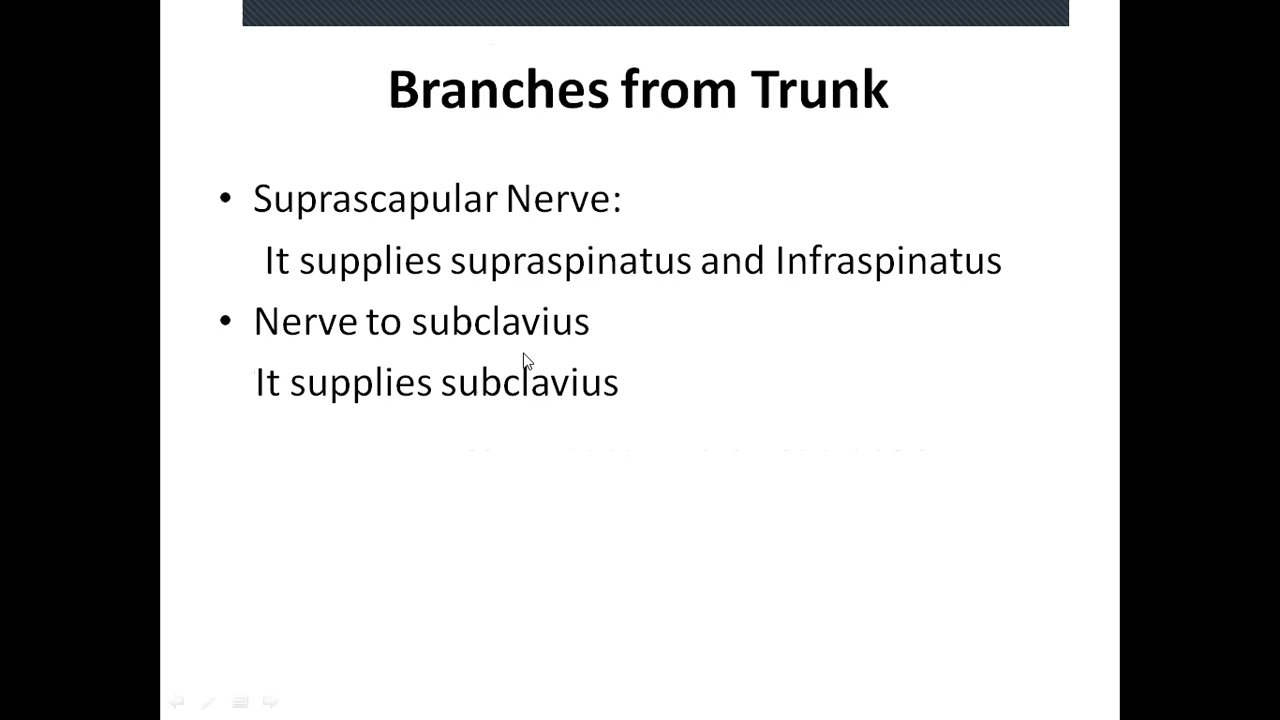 Branches from Trunk
• Suprascapular Nerve:
It supplies supraspinatus and Infraspinatus
• Nerve to subclavius
It supplies subclavius